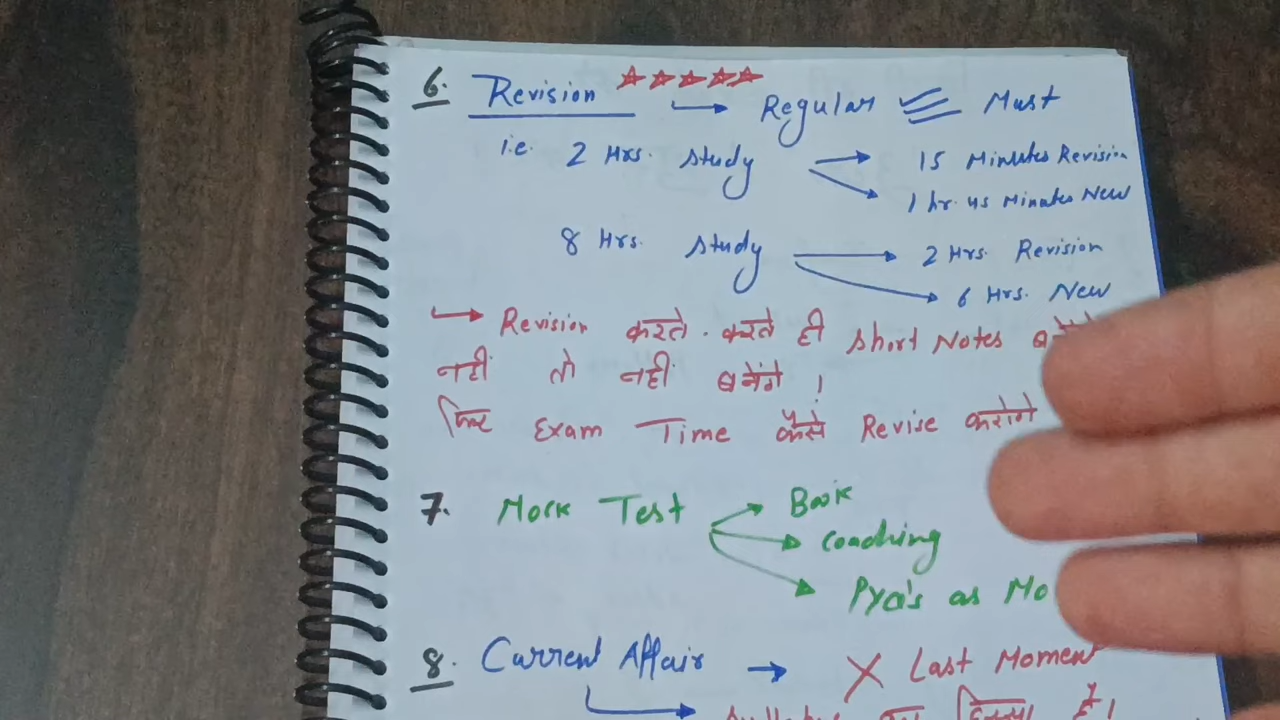 6. Revision ☆☆☆☆☆ → Regular Must
i.e. 2 Hrs. study → 15 Minutes Revision
→ 1 hr. 45 Minutes New
8 Hrs. study → 2 Hrs. Revision
→ 6 Hrs. New
→ Revision करते-करते ही short Notes
नही तो नही बनेंगे ।
फिर Exam Time कैसे Revise करोगे
7. Mock Test → Book
→ Coaching
→ PYQ's as
8. Current Affair → X Last Moment